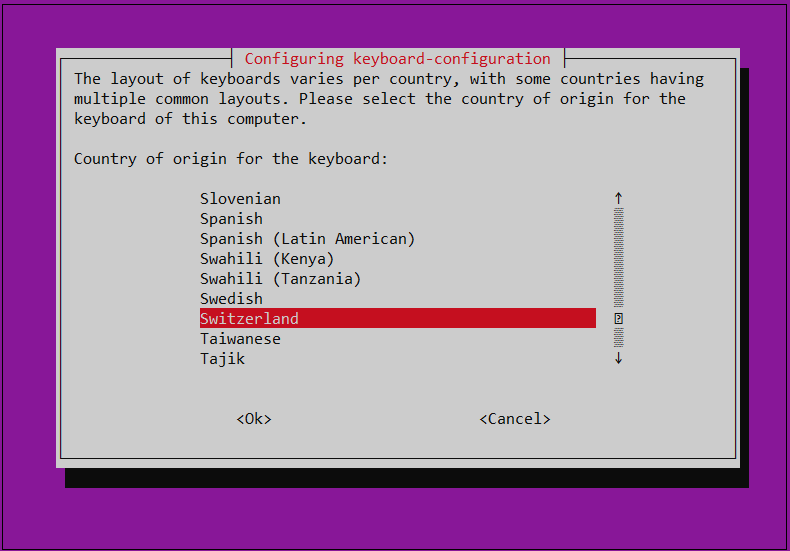 Configuring keyboard-configuration
The layout of keyboards varies per country, with some countries having
multiple common layouts. Please select the country of origin for the
keyboard of this computer.
Country of origin for the keyboard:
Slovenian
Spanish
Spanish (Latin American)
Swahili (Kenya)
Swahili (Tanzania)
Swedish
Switzerland
Taiwanese
Tajik
<Ok> <Cancel>